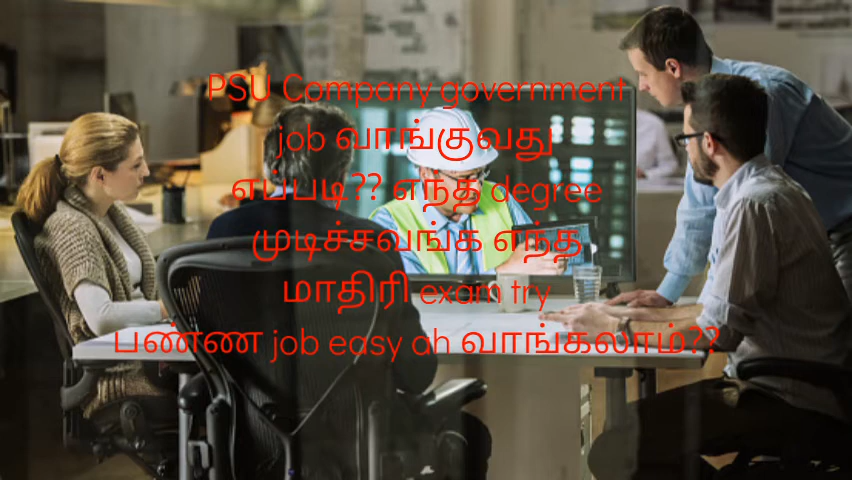 PSU Company government
job வாங்குவது
எப்படி?? எந்த degree
முடிச்சவங்க எந்த
மாதிரி exam try
பண்ண job easy ah வாங்கலாம்??